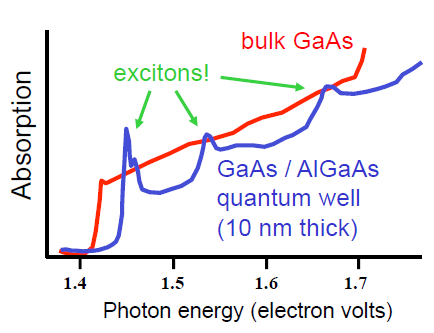 bulk GaAs
excitons!
Absorption
GaAs / AlGaAs
quantum well
(10 nm thick)
1.4 1.5 1.6 1.7
Photon energy (electron volts)